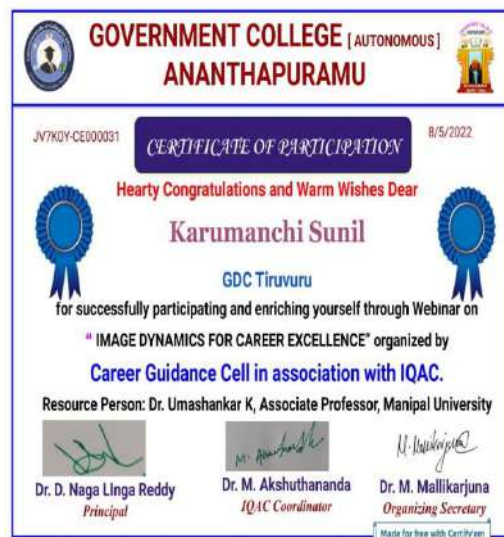 GOVERNMENT COLLEGE [ AUTONOMOUS ]
ANANTHAPURAMU
JV7KOY-CE000031
CERTIFICATE OF PARTICIPATION
8/5/2022
Hearty Congratulations and Warm Wishes Dear
Karumanchi Sunil
GDC Tiruvuru
for successfully participating and enriching yourself through Webinar on
" IMAGE DYNAMICS FOR CAREER EXCELLENCE" organized by
Career Guidance Cell in association with IQAC.
Resource Person: Dr. Umashankar K, Associate Professor, Manipal University
Dr. D. Naga LInga Reddy
Principal
Dr. M. Akshuthananda
IQAC Coordinator
M. Mallikarjuna
Dr. M. Mallikarjuna
Organizing Secretary
Made for free with Certify'em